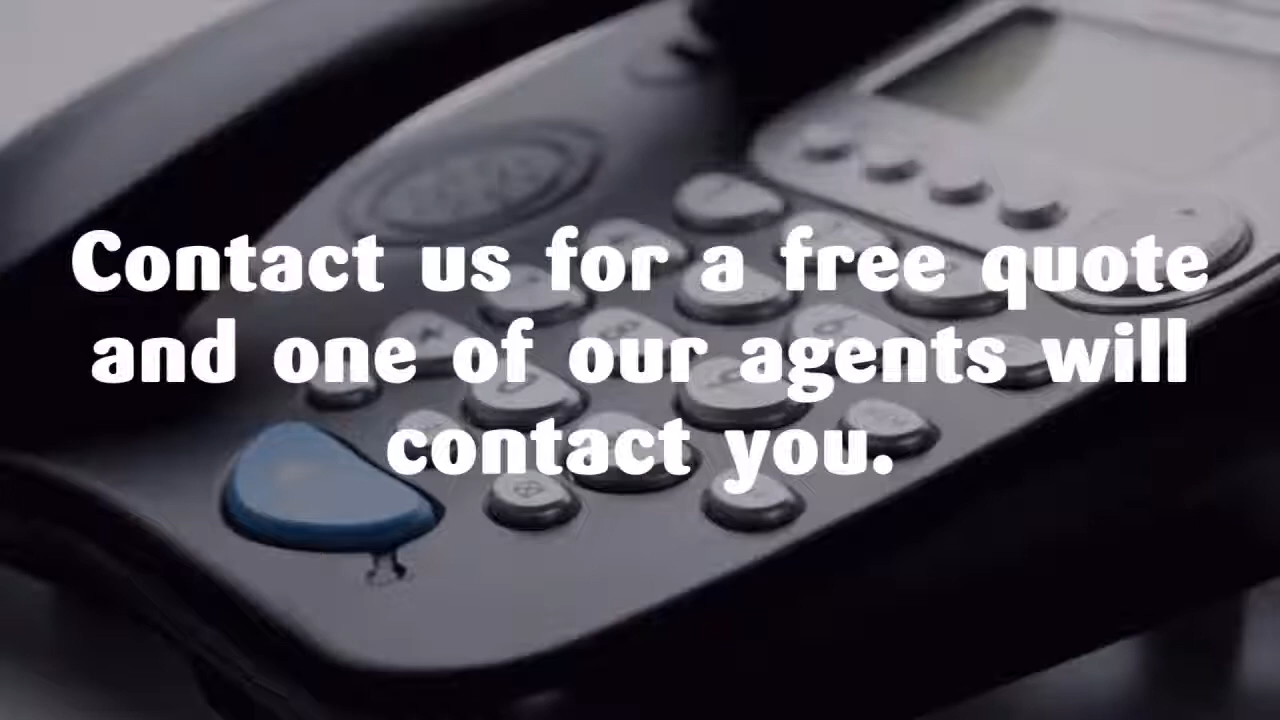 Contact us for a free quote
and one of our agents will
contact you.